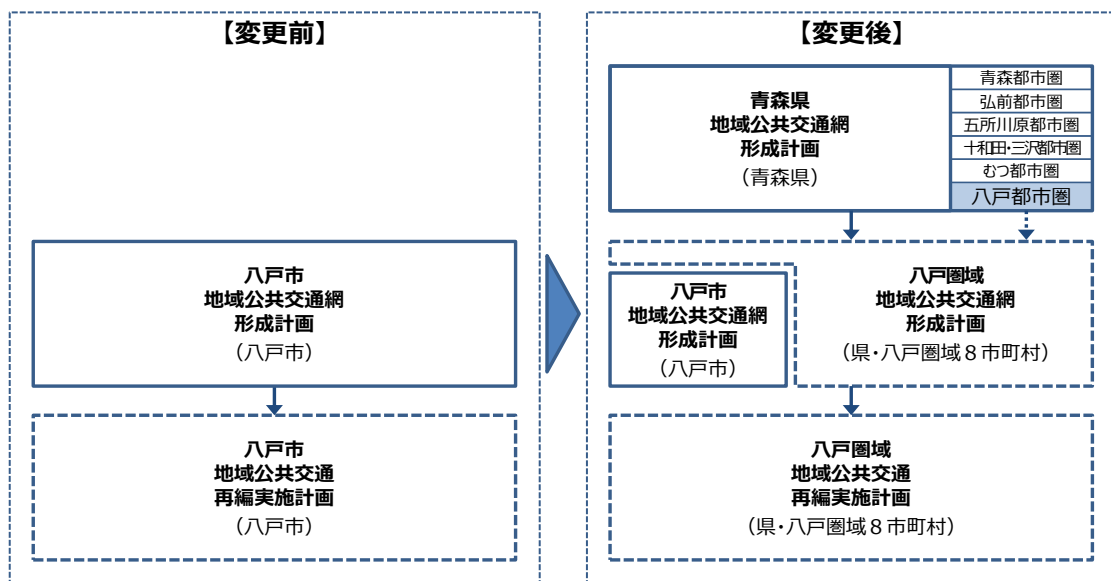 【変更前】
八戸市
地域公共交通網
形成計画
（八戸市）
八戸市
地域公共交通
再編実施計画
（八戸市）
【変更後】
青森県
地域公共交通網
形成計画
（青森県）
青森都市圏
弘前都市圏
五所川原都市圏
十和田・三沢都市圏
むつ都市圏
八戸都市圏
八戸市
地域公共交通網
形成計画
（八戸市）
八戸圏域
地域公共交通網
形成計画
（県・八戸圏域８市町村）
八戸圏域
地域公共交通
再編実施計画
（県・八戸圏域８市町村）